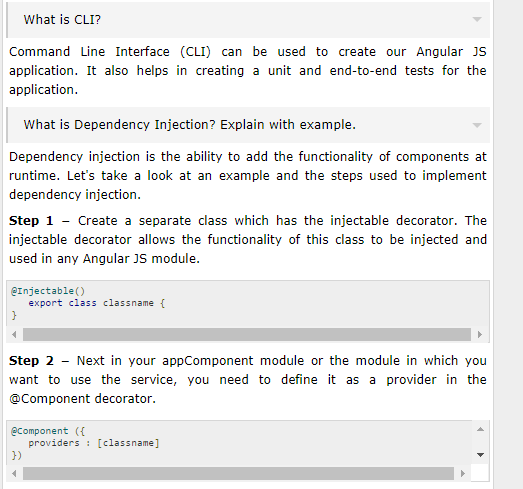 What is CLI?
Command Line Interface (CLI) can be used to create our Angular JS
application. It also helps in creating a unit and end-to-end tests for the
application.
What is Dependency Injection? Explain with example.
Dependency injection is the ability to add the functionality of components at
runtime. Let's take a look at an example and the steps used to implement
dependency injection.
Step 1 – Create a separate class which has the injectable decorator. The
injectable decorator allows the functionality of this class to be injected and
used in any Angular JS module.
@Injectable()
   export class classname {
}
Step 2 – Next in your appComponent module or the module in which you
want to use the service, you need to define it as a provider in the
@Component decorator.
@Component ({
   providers : [classname]
})